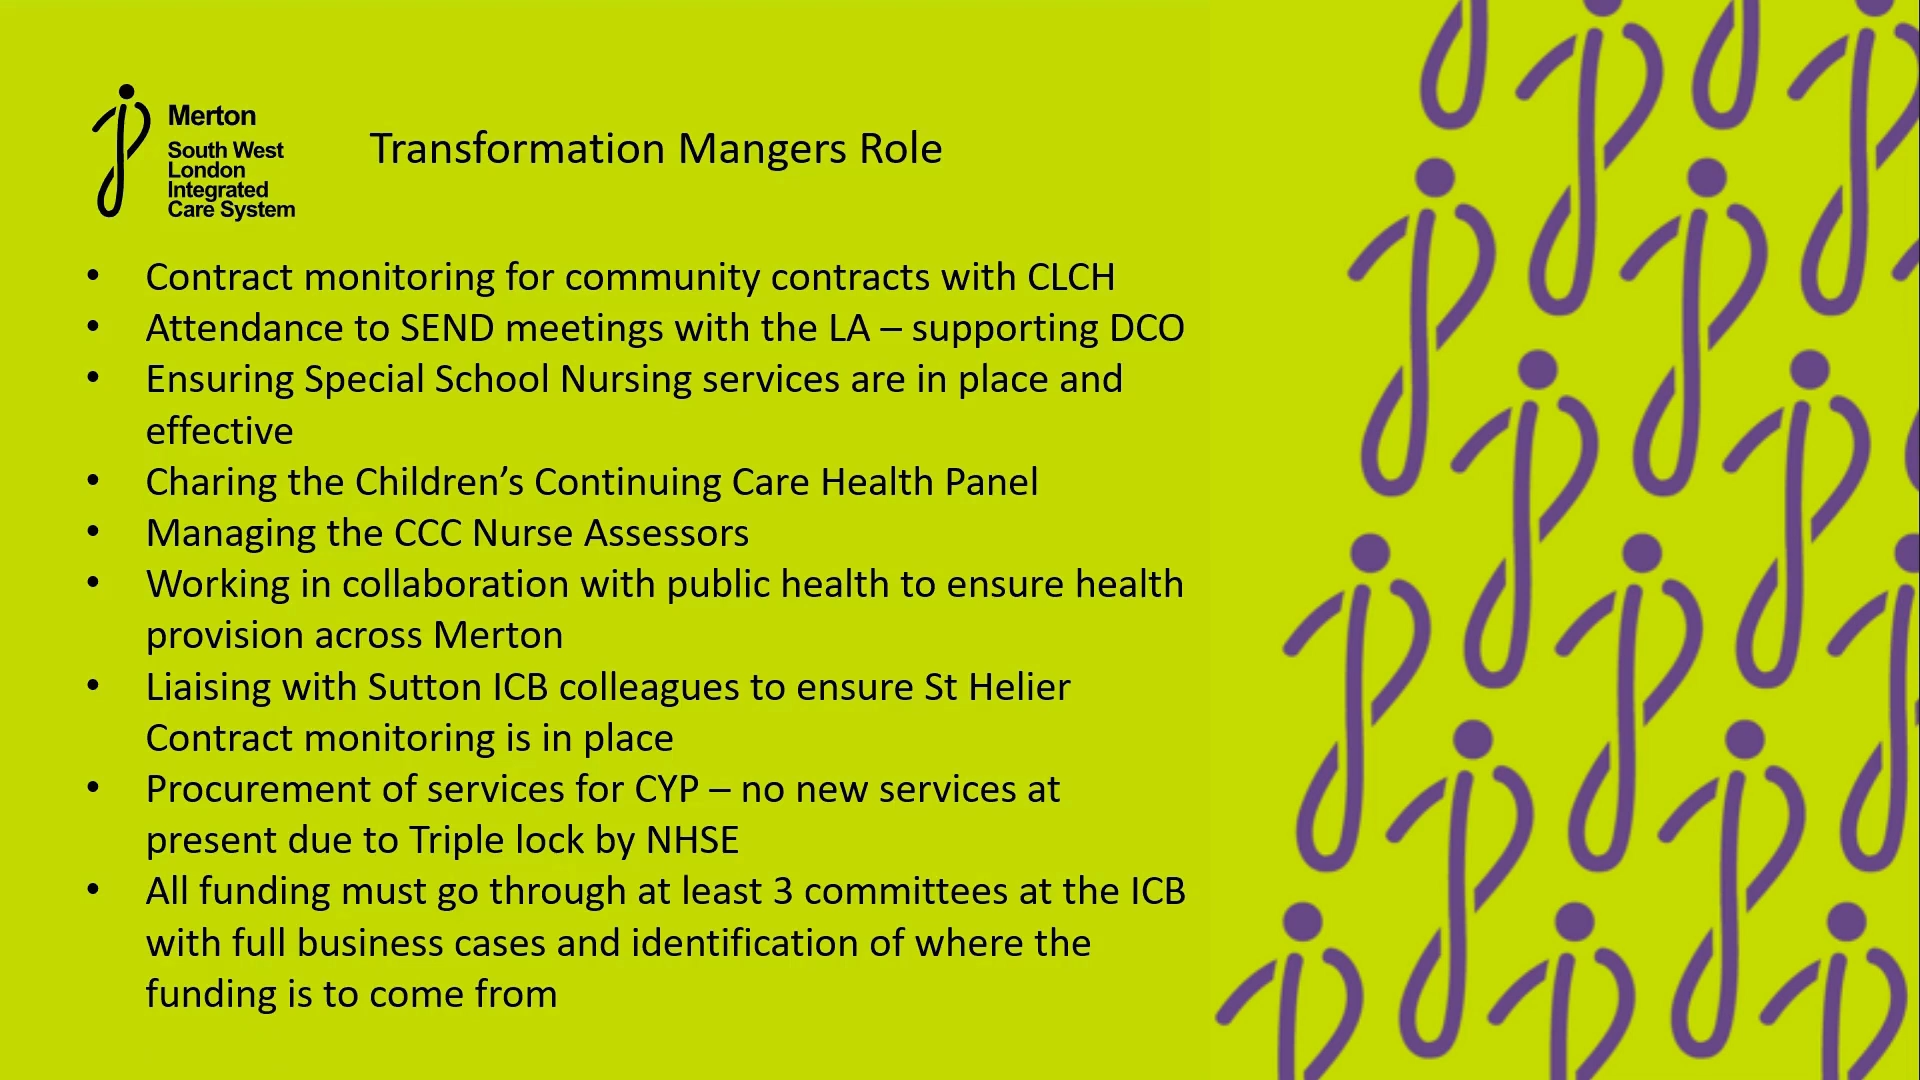 Merton
South West
London
Integrated
Care System
Transformation Mangers Role
• Contract monitoring for community contracts with CLCH
• Attendance to SEND meetings with the LA – supporting DCO
• Ensuring Special School Nursing services are in place and
effective
• Charing the Children’s Continuing Care Health Panel
• Managing the CCC Nurse Assessors
• Working in collaboration with public health to ensure health
provision across Merton
• Liaising with Sutton ICB colleagues to ensure St Helier
Contract monitoring is in place
• Procurement of services for CYP – no new services at
present due to Triple lock by NHSE
• All funding must go through at least 3 committees at the ICB
with full business cases and identification of where the
funding is to come from